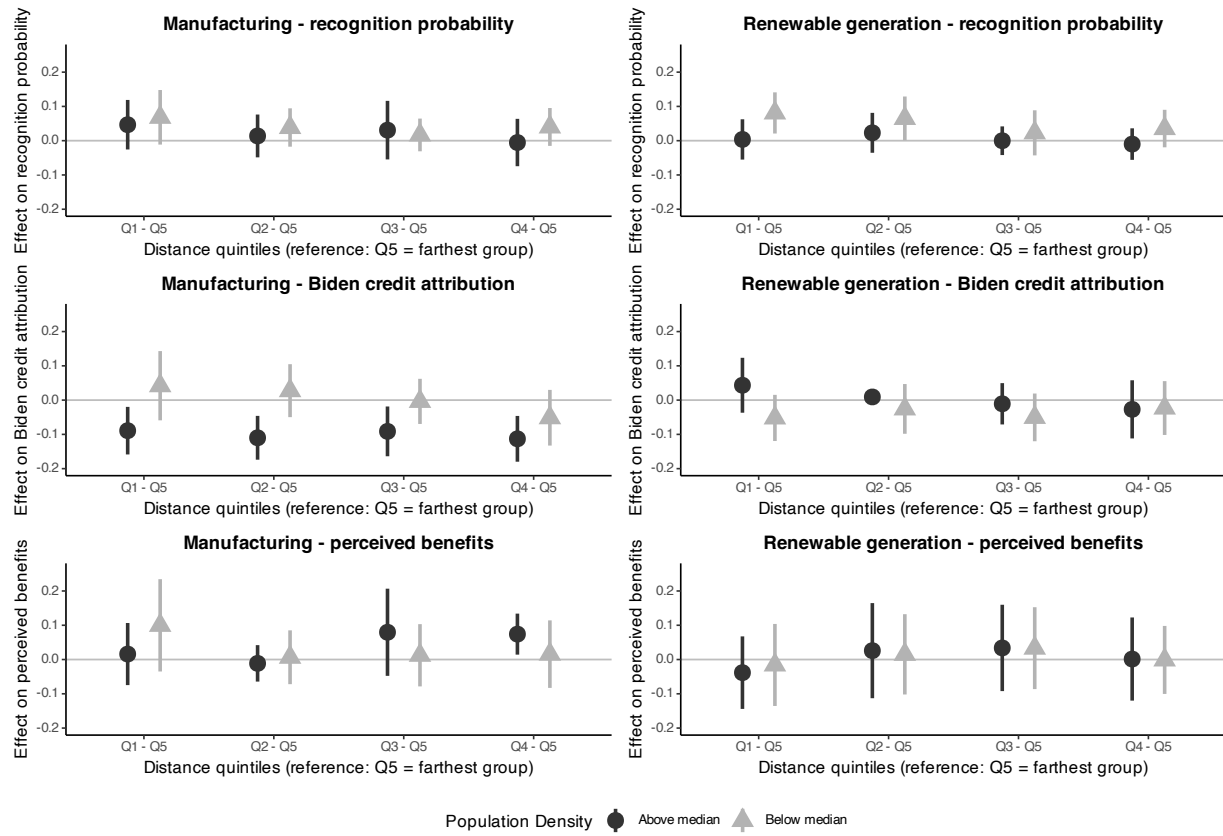 Manufacturing - recognition probability
Effect on recognition probability
0.2
0.1
0.0
-0.1
-0.2
Q1 - Q5 Q2 - Q5 Q3 - Q5 Q4 - Q5
Distance quintiles (reference: Q5 = farthest group)
Renewable generation - recognition probability
Effect on recognition probability
0.2
0.1
0.0
-0.1
-0.2
Q1 - Q5 Q2 - Q5 Q3 - Q5 Q4 - Q5
Distance quintiles (reference: Q5 = farthest group)
Manufacturing - Biden credit attribution
Effect on Biden credit attribution
0.2
0.1
0.0
-0.1
-0.2
Q1 - Q5 Q2 - Q5 Q3 - Q5 Q4 - Q5
Distance quintiles (reference: Q5 = farthest group)
Renewable generation - Biden credit attribution
Effect on Biden credit attribution
0.2
0.1
0.0
-0.1
-0.2
Q1 - Q5 Q2 - Q5 Q3 - Q5 Q4 - Q5
Distance quintiles (reference: Q5 = farthest group)
Manufacturing - perceived benefits
Effect on perceived benefits
0.2
0.1
0.0
-0.1
-0.2
Q1 - Q5 Q2 - Q5 Q3 - Q5 Q4 - Q5
Distance quintiles (reference: Q5 = farthest group)
Renewable generation - perceived benefits
Effect on perceived benefits
0.2
0.1
0.0
-0.1
-0.2
Q1 - Q5 Q2 - Q5 Q3 - Q5 Q4 - Q5
Distance quintiles (reference: Q5 = farthest group)
Population Density Above median Below median